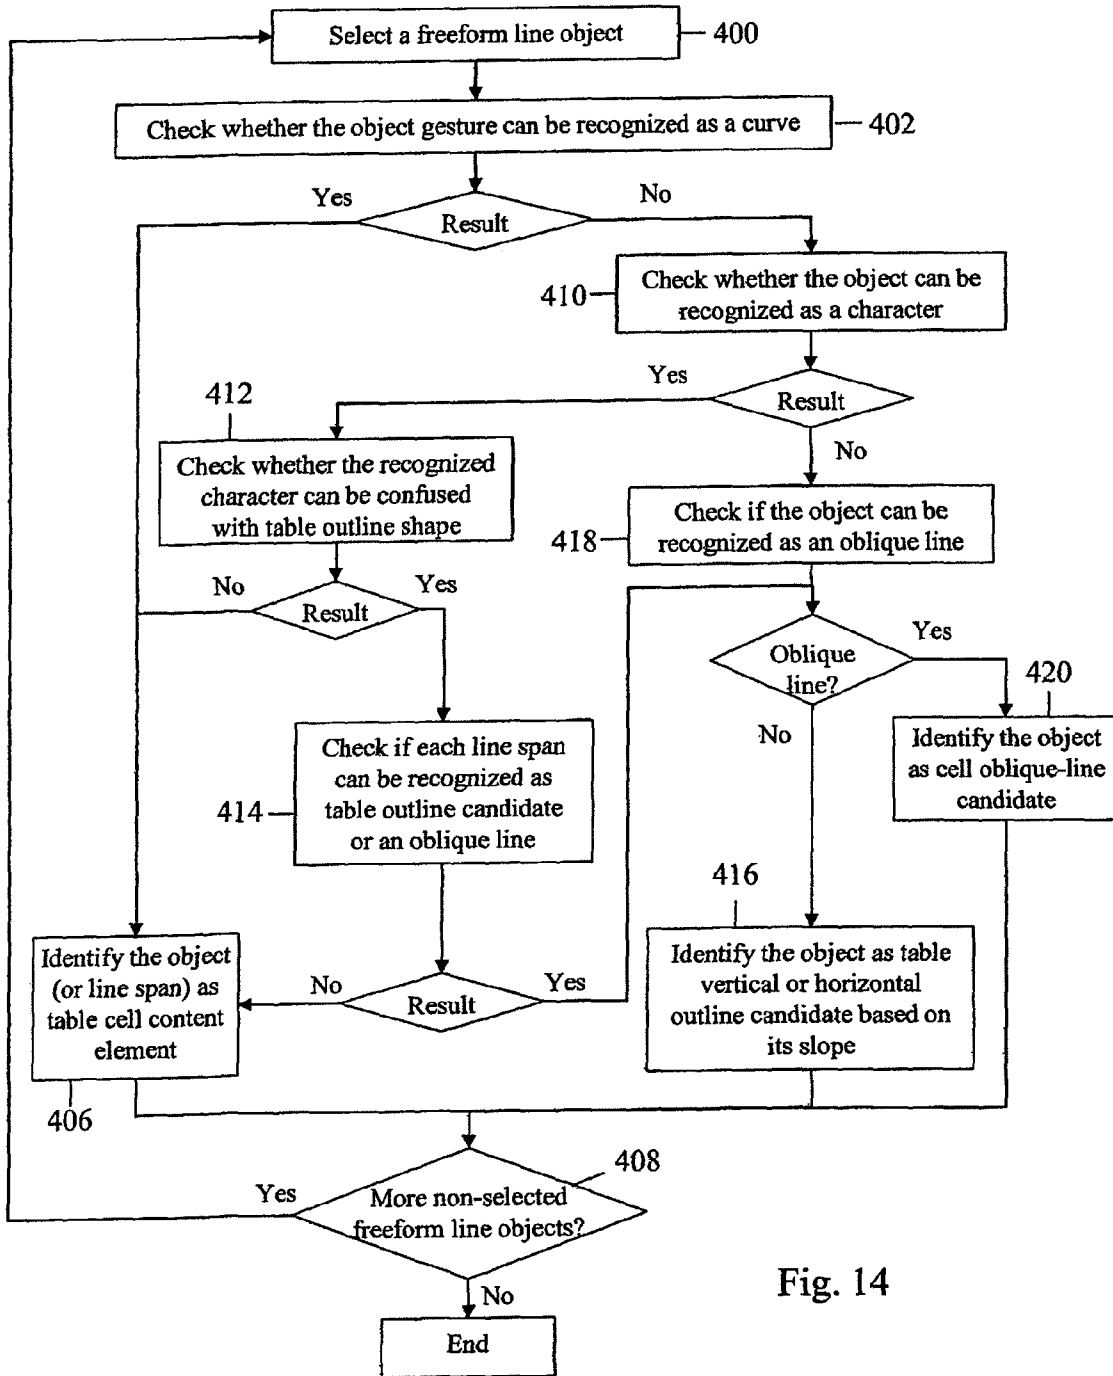 Select a freeform line object
400
Check whether the object gesture can be recognized as a curve
402
Yes
No
Result
Check whether the object can be
recognized as a character
410
412
Yes
Result
No
Check whether the recognized
character can be confused
with table outline shape
Check if the object can be
recognized as an oblique line
418
No
Yes
Result
Oblique
line?
Yes
420
No
Check if each line span
can be recognized as
table outline candidate
or an oblique line
414
Identify the object
as cell oblique-line
candidate
416
Identify the object
(or line span) as
table cell content
element
406
No
Result
Yes
Identify the object as table
vertical or horizontal
outline candidate based on
its slope
408
Yes
More non-selected
freeform line objects?
No
End
Fig. 14